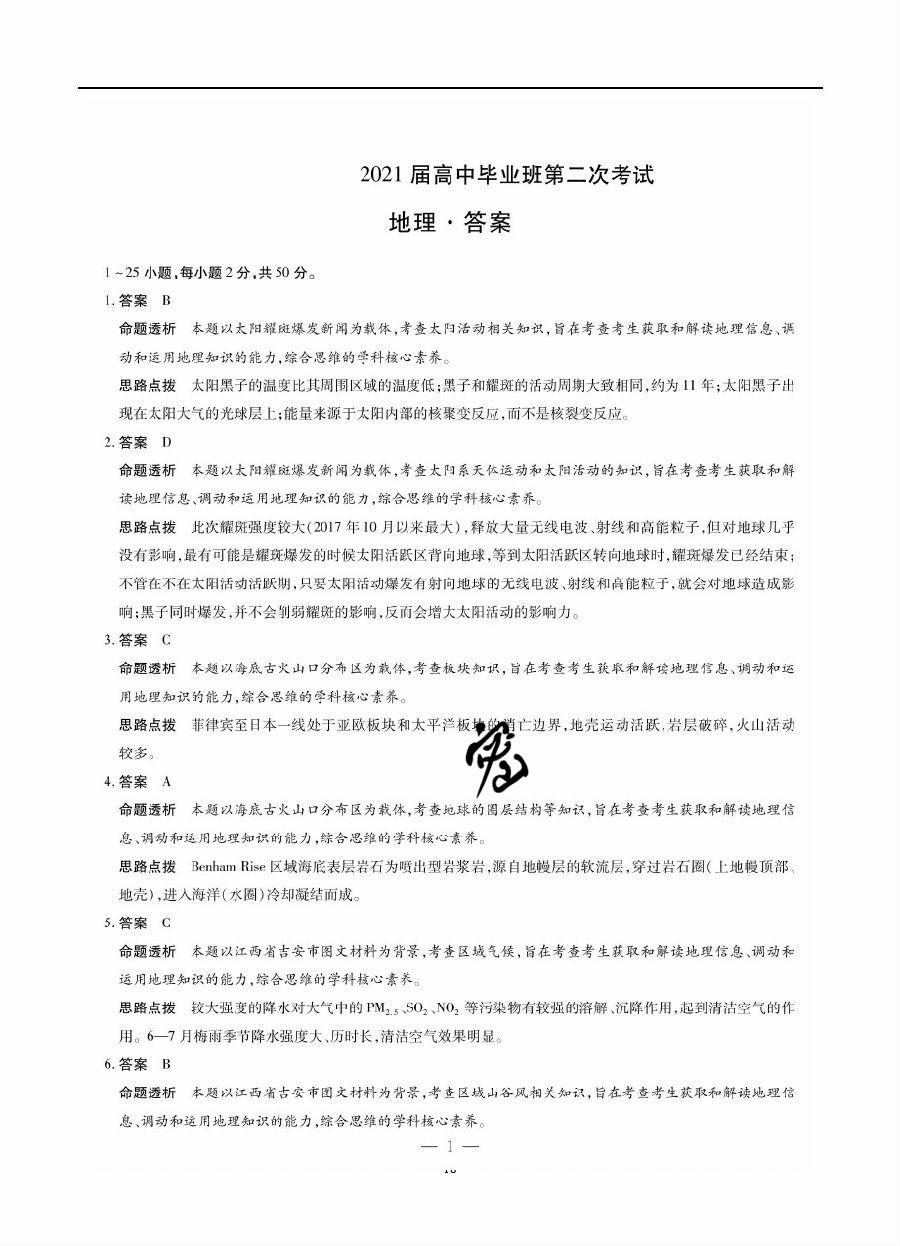 2021 届高中毕业班第二次考试
地理·答案
1~25 小题,每小题 2 分,共 50 分。
1. 答案 B
命题透析 本题以太阳耀斑爆发新闻为载体,考查太阳活动相关知识,旨在考查考生获取和解读地理信息、调
动和运用地理知识的能力,综合思维的学科核心素养。
思路点拨 太阳黑子的温度比其周围区域的温度低;黑子和耀斑的活动周期大致相同,约为 11 年;太阳黑子出
现在太阳大气的光球层上;能量来源于太阳内部的核聚变反应,而不是核裂变反应。
2. 答案 D
命题透析 本题以太阳耀斑爆发新闻为载体,考查太阳系天体运动和太阳活动的知识,旨在考查考生获取和解
读地理信息、调动和运用地理知识的能力,综合思维的学科核心素养。
思路点拨 此次耀斑强度较大(2017 年 10 月以来最大),释放大量无线电波、射线和高能粒子,但对地球几乎
没有影响,最有可能是耀斑爆发的时候太阳活跃区背向地球,等到太阳活跃区转向地球时,耀斑爆发已经结束;
不管在不在太阳活动活跃期,只要太阳活动爆发有射向地球的无线电波、射线和高能粒子,就会对地球造成影
响;黑子同时爆发,并不会削弱耀斑的影响,反而会增大太阳活动的影响力。
3. 答案 C
命题透析 本题以海底古火山口分布区为载体,考查板块知识,旨在考查考生获取和解读地理信息、调动和运
用地理知识的能力,综合思维的学科核心素养。
思路点拨 菲律宾至日本一线处于亚欧板块和太平洋板块的消亡边界,地壳运动活跃,岩层破碎,火山活动
较多。
4. 答案 A
命题透析 本题以海底古火山口分布区为载体,考查地球的圈层结构等知识,旨在考查考生获取和解读地理信
息、调动和运用地理知识的能力,综合思维的学科核心素养。
思路点拨 Benham Rise 区域海底表层岩石为喷出型岩浆岩,源自地幔层的软流层,穿过岩石圈(上地幔顶部、
地壳),进入海洋(水圈)冷却凝结而成。
5. 答案 C
命题透析 本题以江西省吉安市图文材料为背景,考查区域气候,旨在考查考生获取和解读地理信息、调动和
运用地理知识的能力,综合思维的学科核心素养。
思路点拨 较大强度的降水对大气中的 PM2.5、SO2、NO2 等污染物有较强的溶解、沉降作用,起到清洁空气的作
用。6—7 月梅雨季节降水强度大、历时长,清洁空气效果明显。
6. 答案 B
命题透析 本题以江西省吉安市图文材料为背景,考查区域山谷风相关知识,旨在考查考生获取和解读地理信
息、调动和运用地理知识的能力,综合思维的学科核心素养。
— 1 —